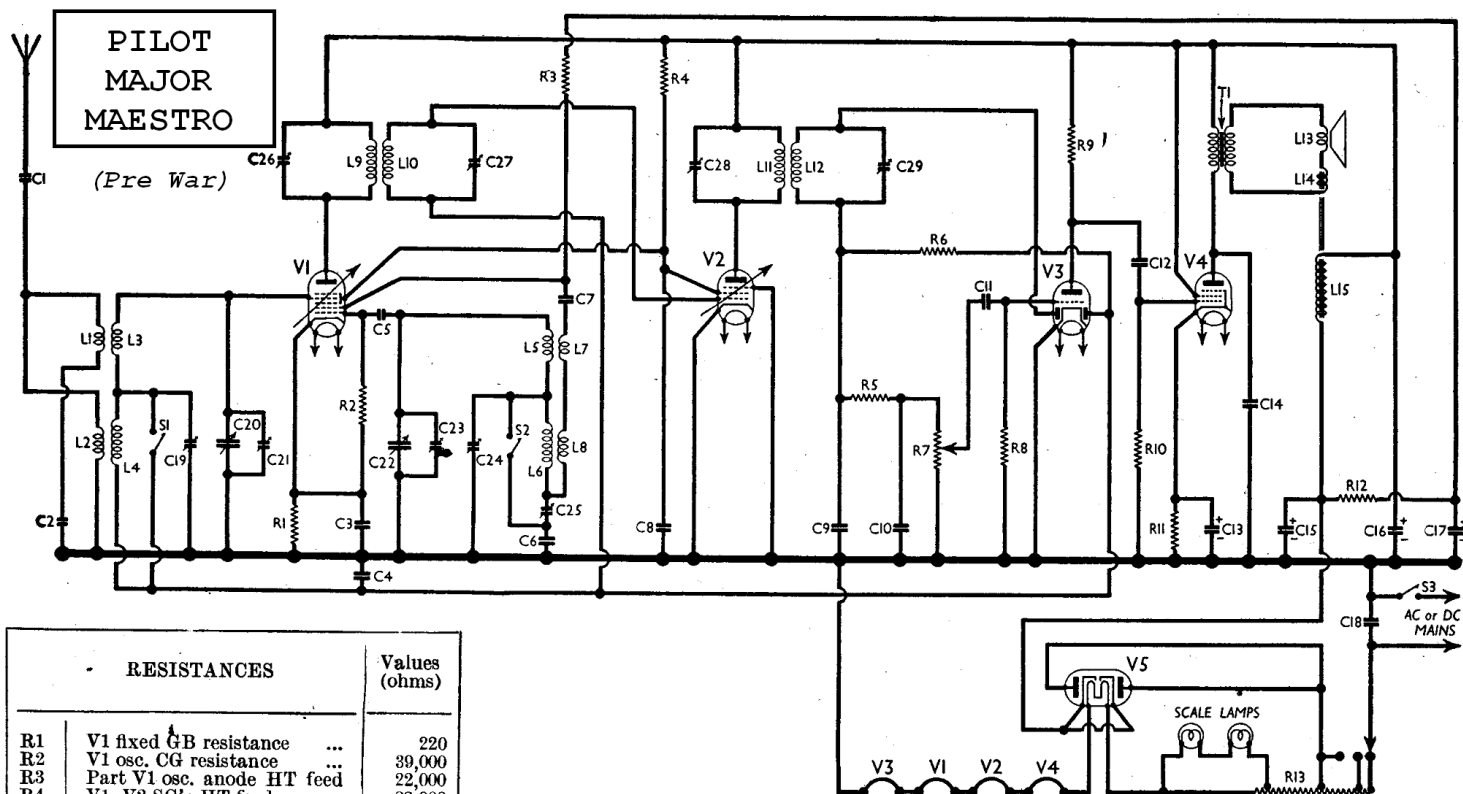 PILOT
MAJOR
MAESTRO
(Pre War)
C1
C26
L9
L10
C27
R3
R4
C28
L11
L12
C29
R9
T1
L13
L14
V1
V2
R6
V3
C12
V4
L15
C7
C11
L1
L3
C5
L5
L7
R2
R5
C14
L2
L4
S1
C19
C20
C21
C22
C23
C24
S2
L6
L8
R7
R8
R10
C25
R12
C2
R1
C3
C6
C8
C9
C10
R11
C13
+
-
C15
+
-
C16
+
-
C17
C4
S3
C18
AC or DC
MAINS
V5
SCALE LAMPS
V3
V1
V2
V4
R13
RESISTANCES
Values
(ohms)
R1 V1 fixed GB resistance ... 220
R2 V1 osc. CG resistance ... 39,000
R3 Part V1 osc. anode HT feed 22,000